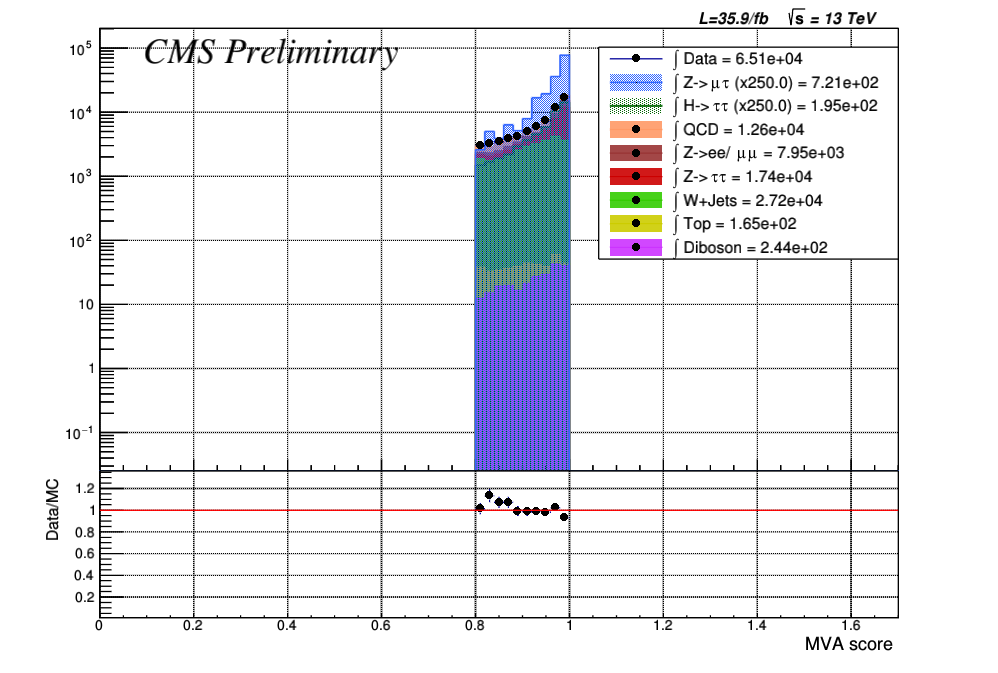 L=35.9/fb √s = 13 TeV
CMS Preliminary
∫ Data = 6.51e+04
∫ Z-> μτ (x250.0) = 7.21e+02
∫ H-> ττ (x250.0) = 1.95e+02
∫ QCD = 1.26e+04
∫ Z->ee/ μμ = 7.95e+03
∫ Z-> ττ = 1.74e+04
∫ W+Jets = 2.72e+04
∫ Top = 1.65e+02
∫ Diboson = 2.44e+02
10⁵
10⁴
10³
10²
10
1
10⁻¹
Data/MC
1.2
1
0.8
0.6
0.4
0.2
0 0.2 0.4 0.6 0.8 1 1.2 1.4 1.6
MVA score